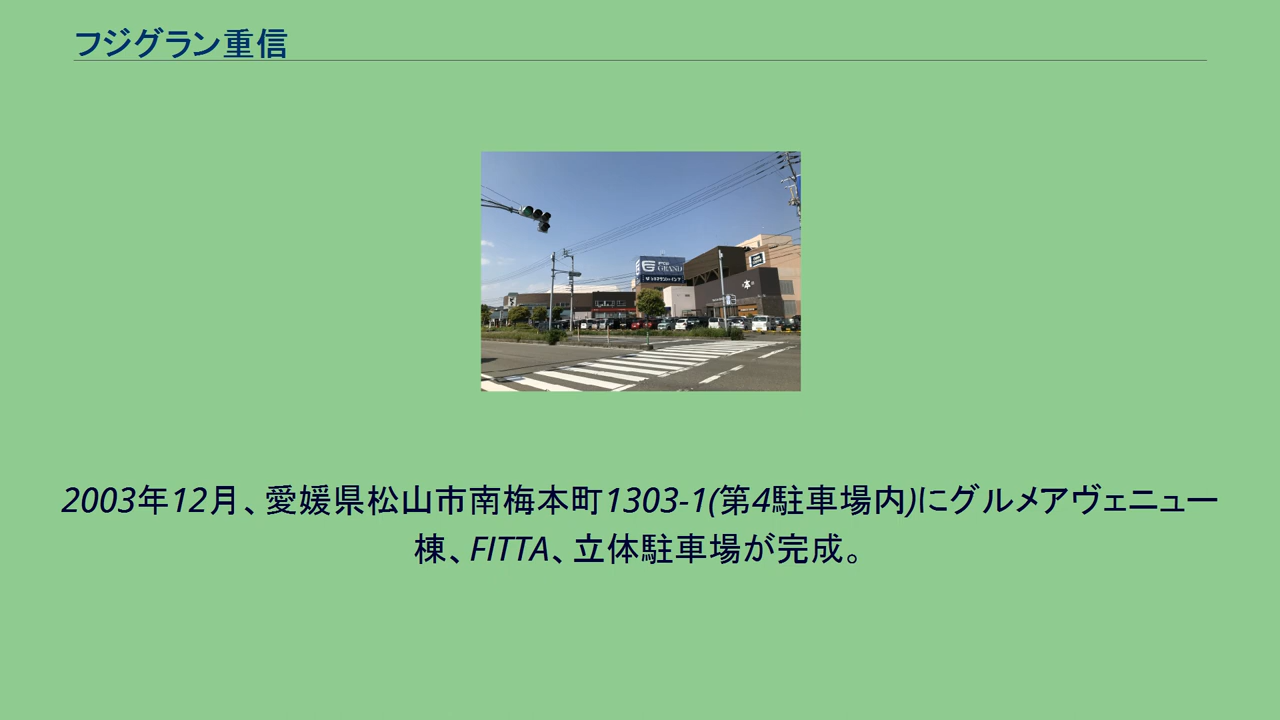 フジグラン重信
GRAND
本
2003年12月、愛媛県松山市南梅本町1303-1(第4駐車場内)にグルメアヴェニュー
棟、FITTA、立体駐車場が完成。